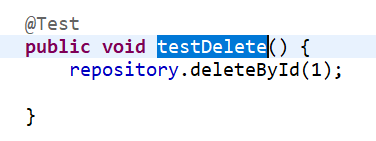 @Test
public void testDelete() {
repository.deleteById(1);
}